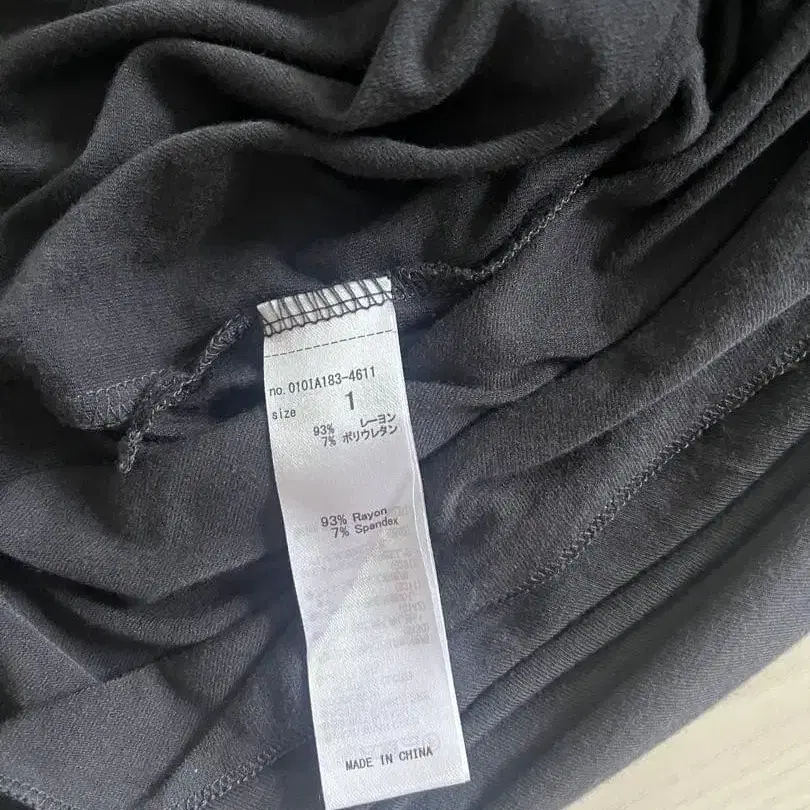 no. 010IA183-4611
size 1
93% レーヨン
7% ポリウレタン
93% Rayon
7% Spandex
MADE IN CHINA